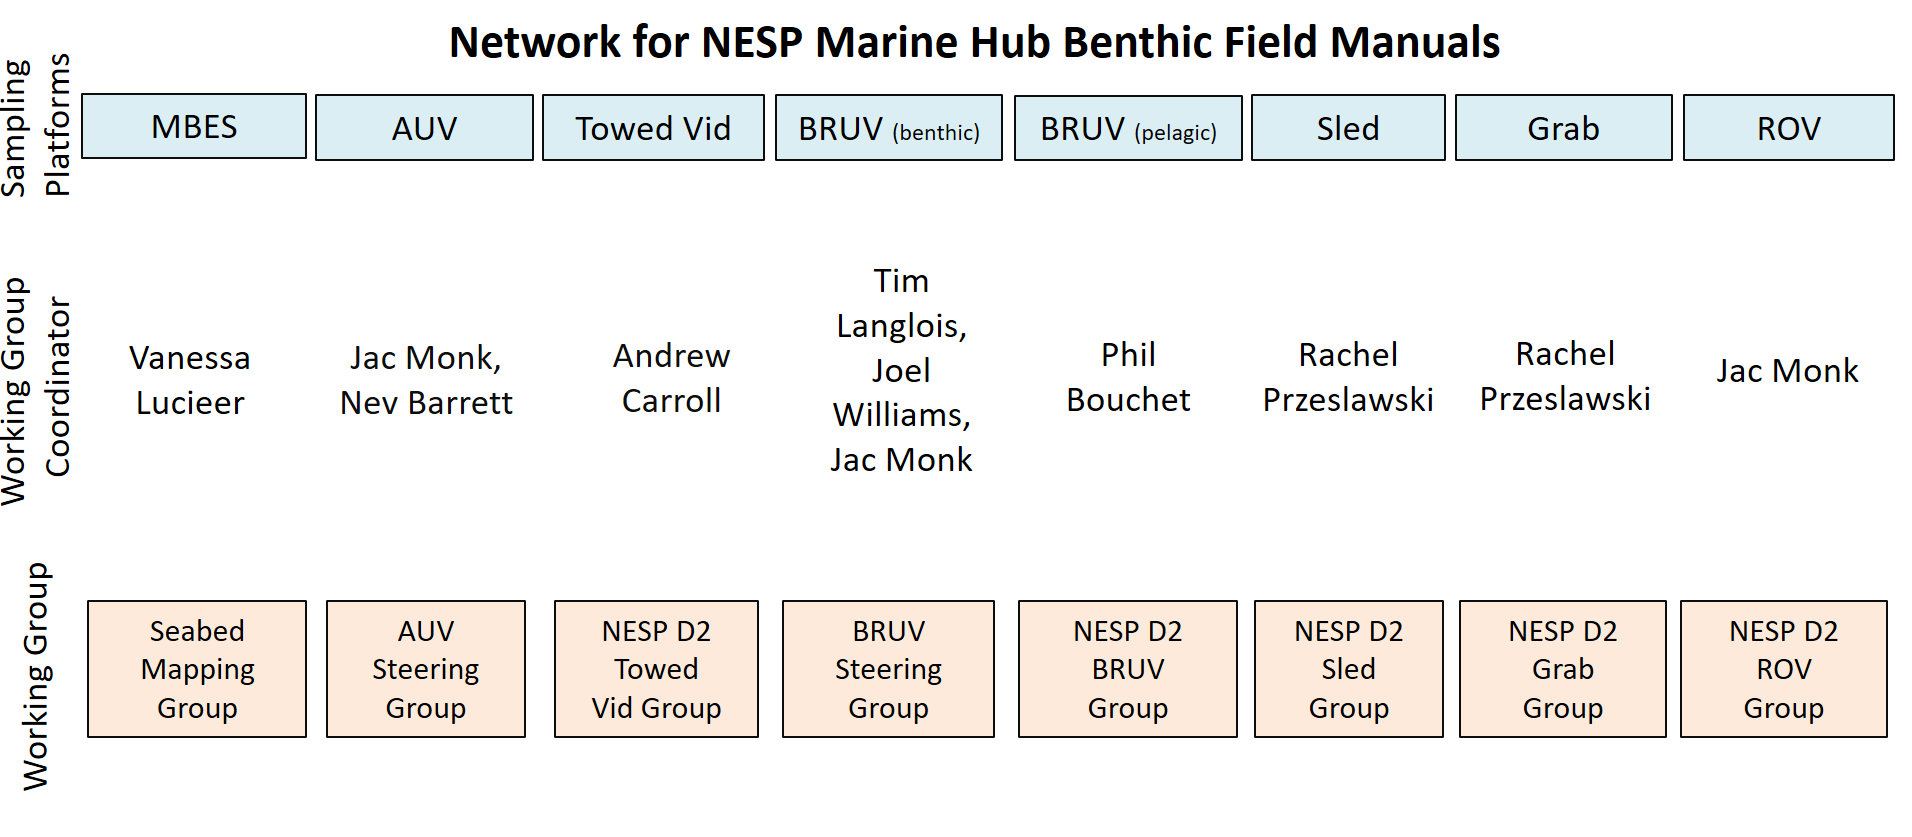 Network for NESP Marine Hub Benthic Field Manuals
Sampling
Platforms
MBES
AUV
Towed Vid
BRUV (benthic)
BRUV (pelagic)
Sled
Grab
ROV
Working Group
Coordinator
Vanessa
Lucieer
Jac Monk,
Nev Barrett
Andrew
Carroll
Tim
Langlois,
Joel
Williams,
Jac Monk
Phil
Bouchet
Rachel
Przeslawski
Rachel
Przeslawski
Jac Monk
Working Group
Seabed
Mapping
Group
AUV
Steering
Group
NESP D2
Towed
Vid Group
BRUV
Steering
Group
NESP D2
BRUV
Group
NESP D2
Sled
Group
NESP D2
Grab
Group
NESP D2
ROV
Group